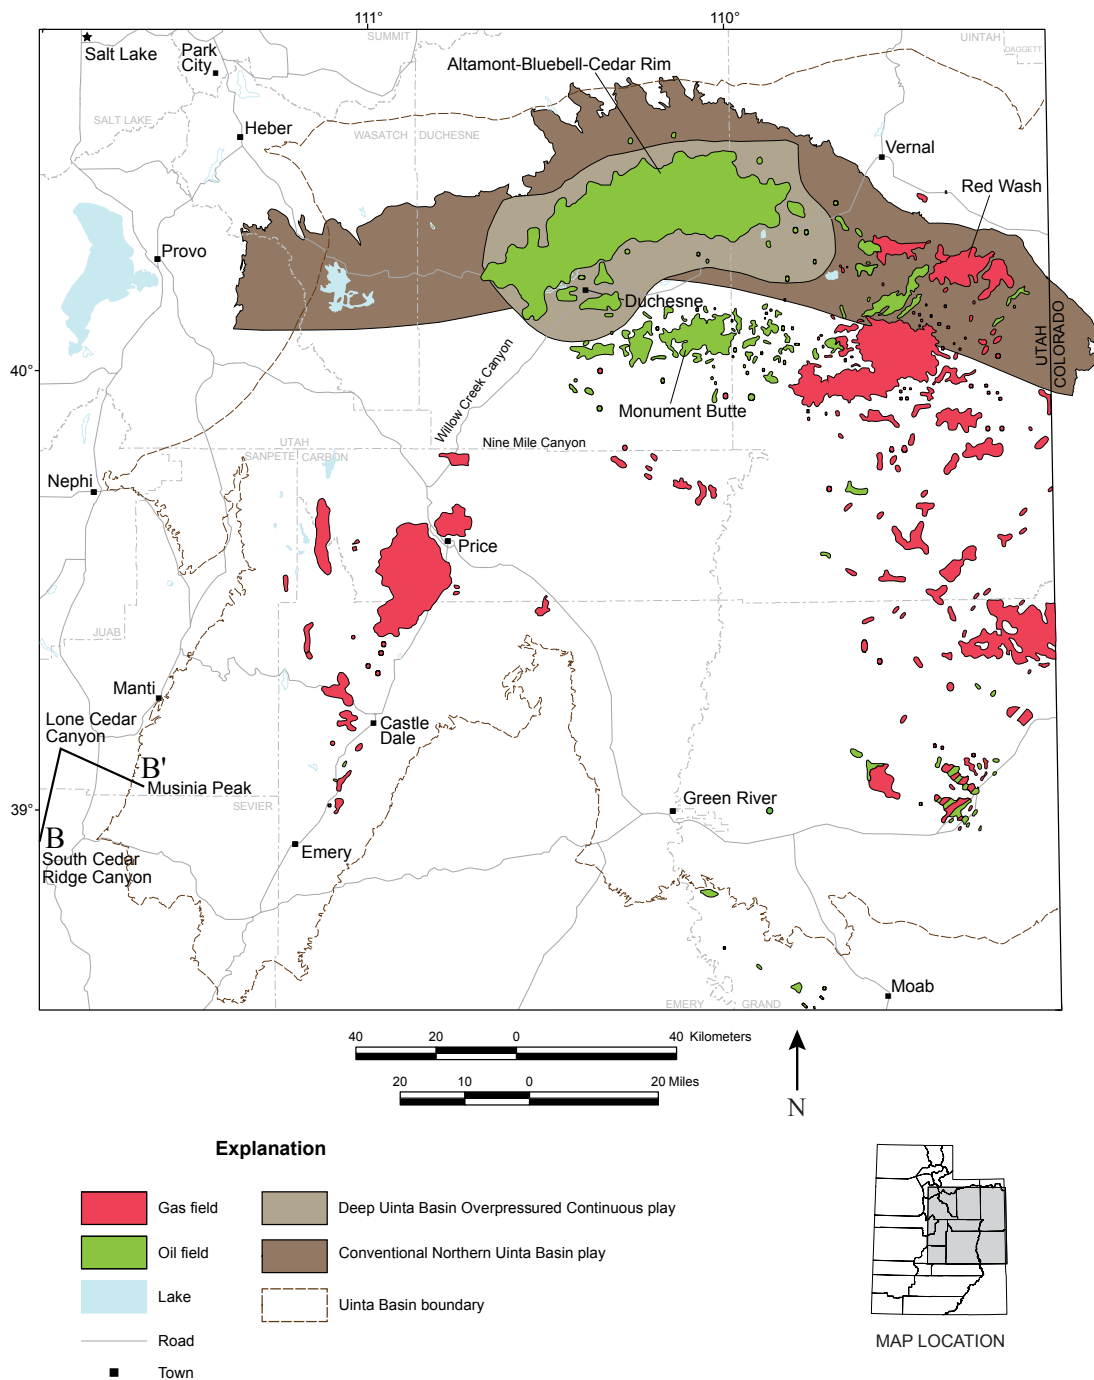 111°
110°
SUMMIT
UINTAH
DAGGETT
Salt Lake
Park
City
Altamont-Bluebell-Cedar Rim
SALT LAKE
Heber
WASATCH
DUCHESNE
Vernal
Red Wash
Provo
Duchesne
UTAH
COLORADO
40°
Willow Creek Canyon
Monument Butte
UTAH
Nine Mile Canyon
SANPETE
CARBON
Nephi
Price
JUAB
Manti
Lone Cedar
Canyon
Castle
Dale
B'
Musinia Peak
SEVIER
Green River
39°
B
South Cedar
Ridge Canyon
Emery
Moab
EMERY
GRAND
40
20
0
40
Kilometers
20
10
0
20
Miles
N
Explanation
Gas field
Deep Uinta Basin Overpressured Continuous play
Oil field
Conventional Northern Uinta Basin play
Lake
Uinta Basin boundary
Road
Town
MAP LOCATION